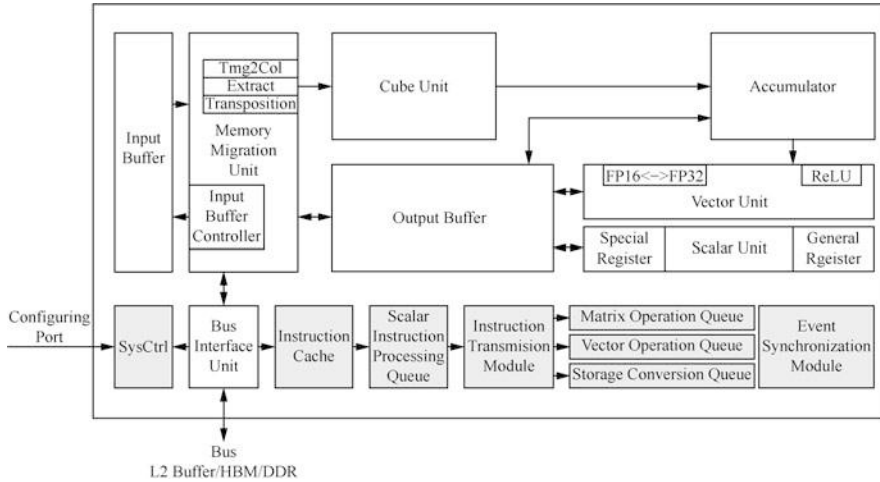 Tmg2Col
Extract
Transposition
Input
Buffer
Memory
Migration
Unit
Input
Buffer
Controller
Cube Unit
Accumulator
Output Buffer
FP16<−>FP32
ReLU
Vector Unit
Special
Register
Scalar Unit
General
Rgeister
Configuring
Port
SysCtrl
Bus
Interface
Unit
Instruction
Cache
Scalar
Instruction
Processing
Queue
Instruction
Transmision
Module
Matrix Operation Queue
Vector Operation Queue
Storage Conversion Queue
Event
Synchronization
Module
Bus
L2 Buffer/HBM/DDR